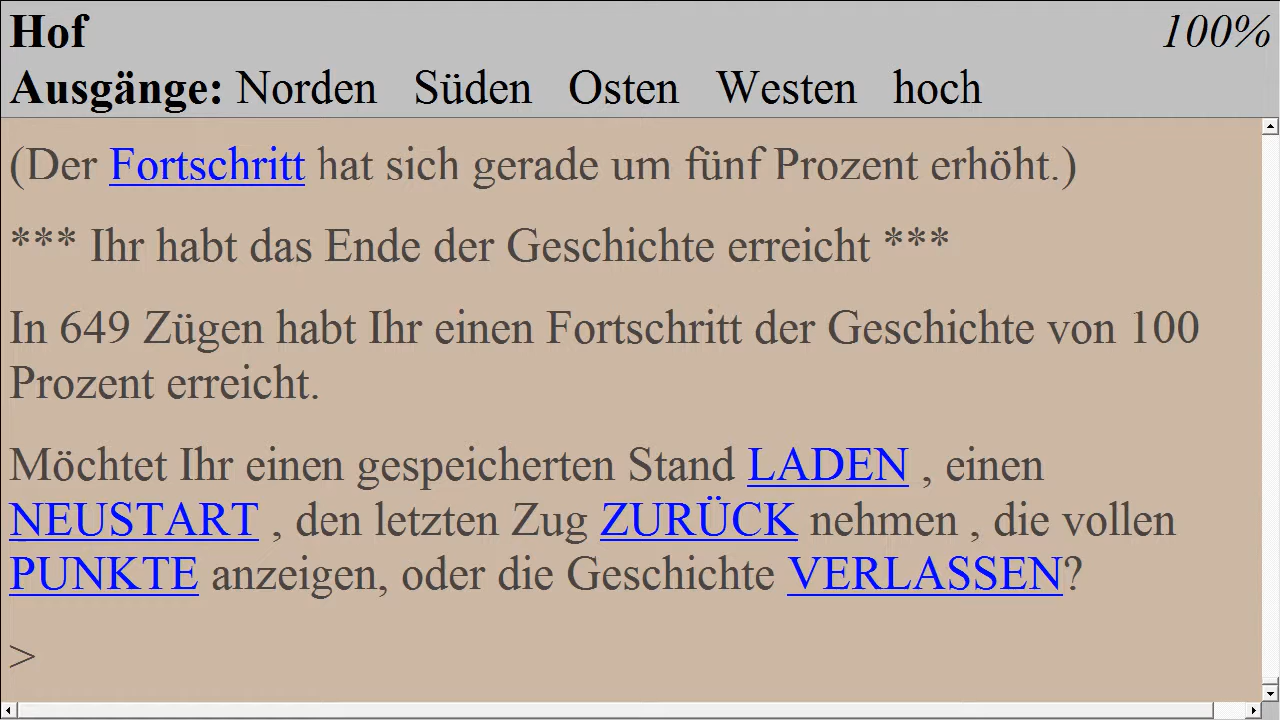 Hof 100%
Ausgänge: Norden Süden Osten Westen hoch
(Der Fortschritt hat sich gerade um fünf Prozent erhöht.)
*** Ihr habt das Ende der Geschichte erreicht ***
In 649 Zügen habt Ihr einen Fortschritt der Geschichte von 100
Prozent erreicht.
Möchtet Ihr einen gespeicherten Stand LADEN , einen
NEUSTART , den letzten Zug ZURÜCK nehmen , die vollen
PUNKTE anzeigen, oder die Geschichte VERLASSEN?
>